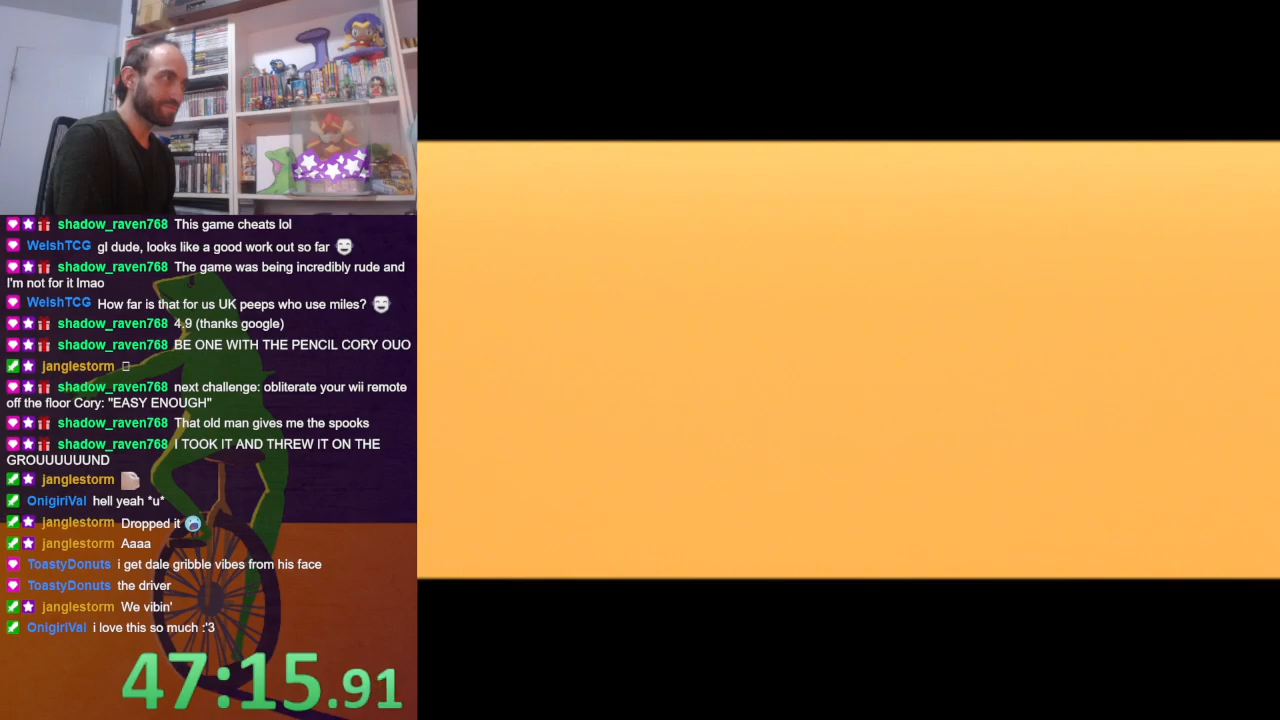 shadow_raven768 This game cheats lol
WelshTCG gl dude, looks like a good work out so far
shadow_raven768 The game was being incredibly rude and
I'm not for it lmao
WelshTCG How far is that for us UK peeps who use miles?
shadow_raven768 4.9 (thanks google)
shadow_raven768 BE ONE WITH THE PENCIL CORY OUO
janglestorm
shadow_raven768 next challenge: obliterate your wii remote
off the floor Cory: "EASY ENOUGH"
shadow_raven768 That old man gives me the spooks
shadow_raven768 I TOOK IT AND THREW IT ON THE
GROUUUUUUND
janglestorm
OnigiriVal hell yeah *u*
janglestorm Dropped it
janglestorm Aaaa
ToastyDonuts i get dale gribble vibes from his face
ToastyDonuts the driver
janglestorm We vibin'
OnigiriVal i love this so much :'3
47:15.91